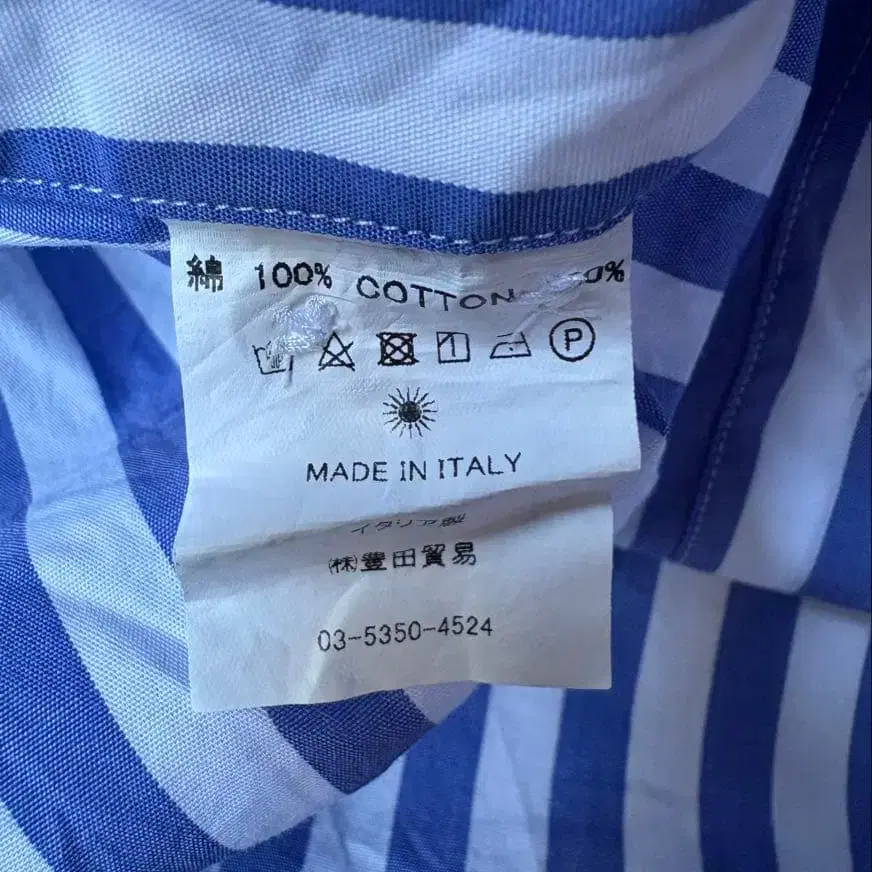 綿 100% COTTON
MADE IN ITALY
イタリア製
㈱豊田貿易
03-5350-4524